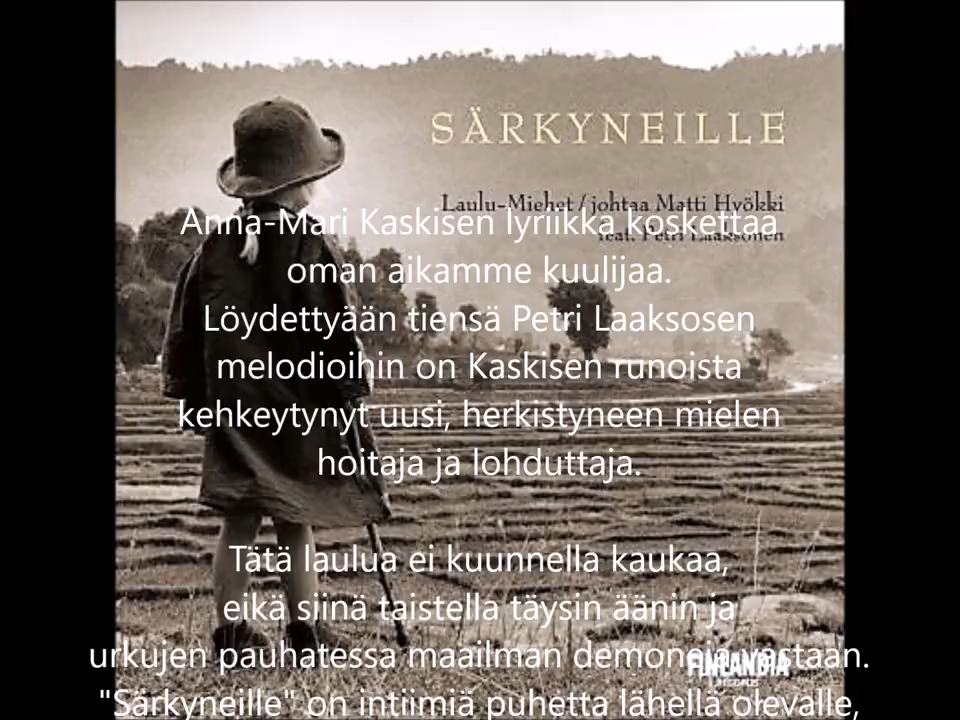 SÄRKYNEILLE
Laulu-Miehet / johtaa Matti Hyökki
feat. Petri Laaksonen
Anna-Mari Kaskisen lyriikka koskettaa
oman aikamme kuulijaa.
Löydettyään tiensä Petri Laaksosen
melodioihin on Kaskisen runoista
kehkeytynyt uusi, herkistyneen mielen
hoitaja ja lohduttaja.
Tätä laulua ei kuunnella kaukaa,
eikä siinä taistella täysin äänin ja
urkujen pauhatessa maailman demoneja vastaan.
FINLANDIA
RECORDS
"Särkyneille" on intiimiä puhetta lähellä olevalle,